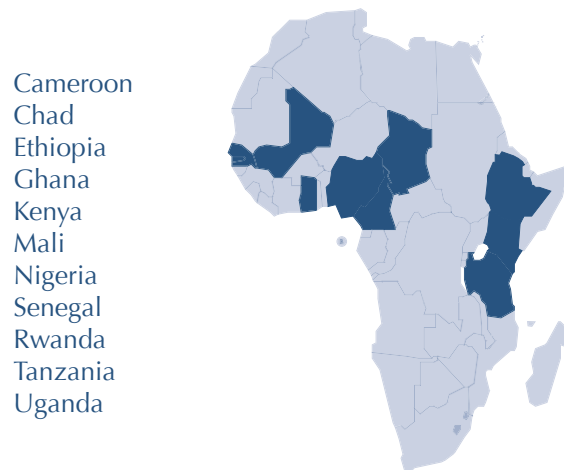 Cameroon
Chad
Ethiopia
Ghana
Kenya
Mali
Nigeria
Senegal
Rwanda
Tanzania
Uganda